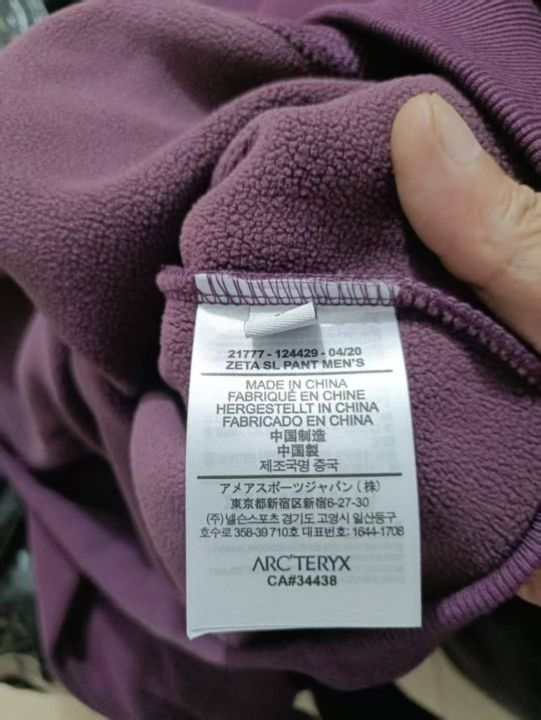 21777 - 124429 - 04/20
ZETA SL PANT MEN'S
MADE IN CHINA
FABRIQUÉ EN CHINE
HERGESTELLT IN CHINA
FABRICADO EN CHINA
中国制造
中国製
제조국명 중국
アメアスポーツジャパン(株)
東京都新宿区新宿6-27-30
(주) 넬슨스포츠 경기도 고양시 일산동구
호수로 358-39 710호 대표번호: 1644-1708
ARC'TERYX
CA#34438